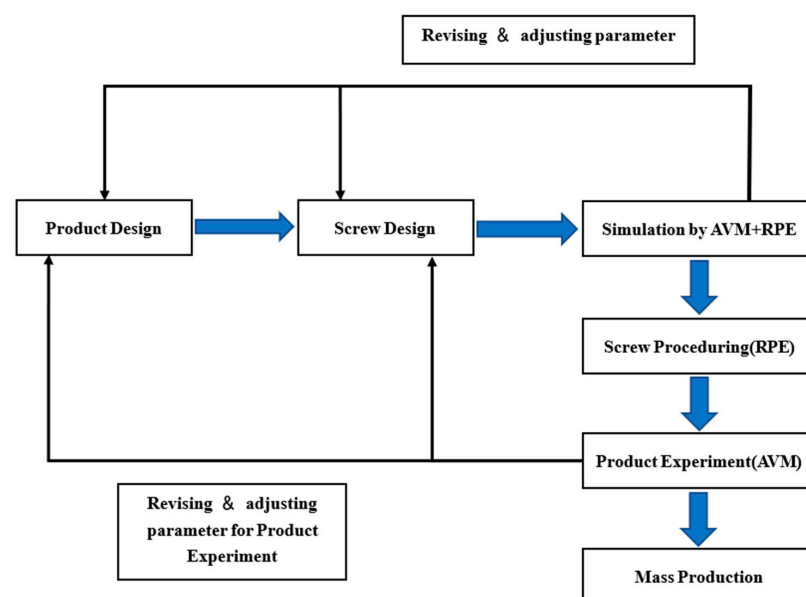 Revising & adjusting parameter
Product Design
Screw Design
Simulation by AVM+RPE
Screw Proceduring(RPE)
Product Experiment(AVM)
Revising & adjusting
parameter for Product
Experiment
Mass Production